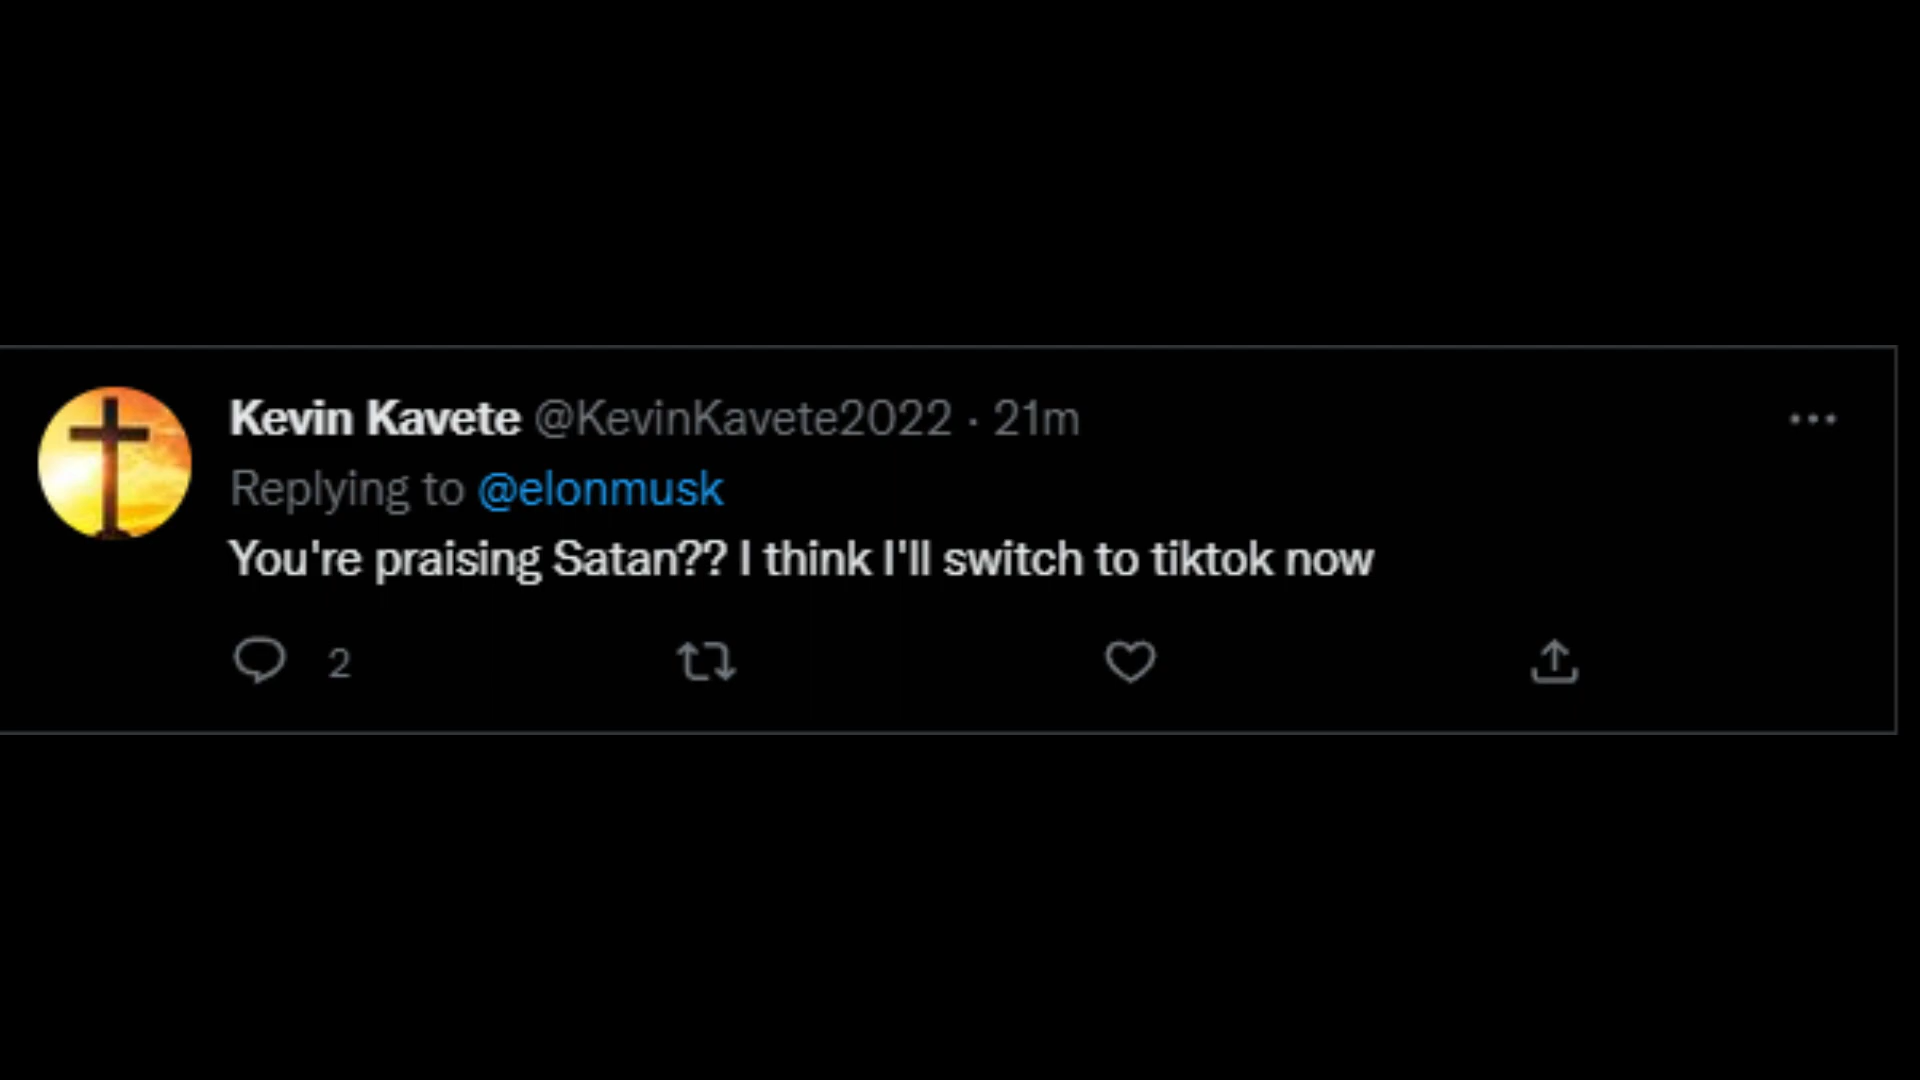 Kevin Kavete @KevinKavete2022 · 21m
Replying to @elonmusk
You're praising Satan?? I think I'll switch to tiktok now
2